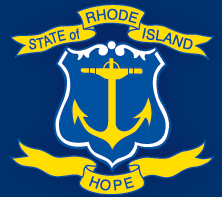 STATE of RHODE ISLAND
HOPE